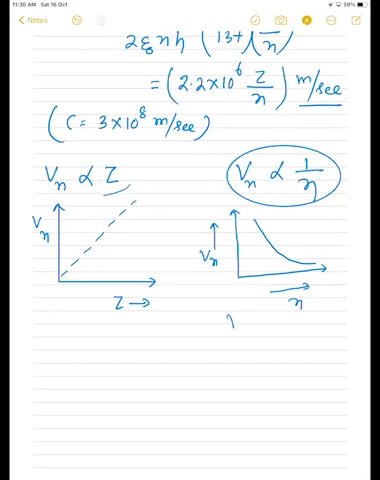 11:30 AM Sat 16 Oct
59%
Notes
= (2.2×10⁶ Z/n) m/sec
(C = 3×10⁸ m/sec)
Vₙ ∝ Z
Vₙ ∝ 1/n
Vₙ
Z →
Vₙ
n